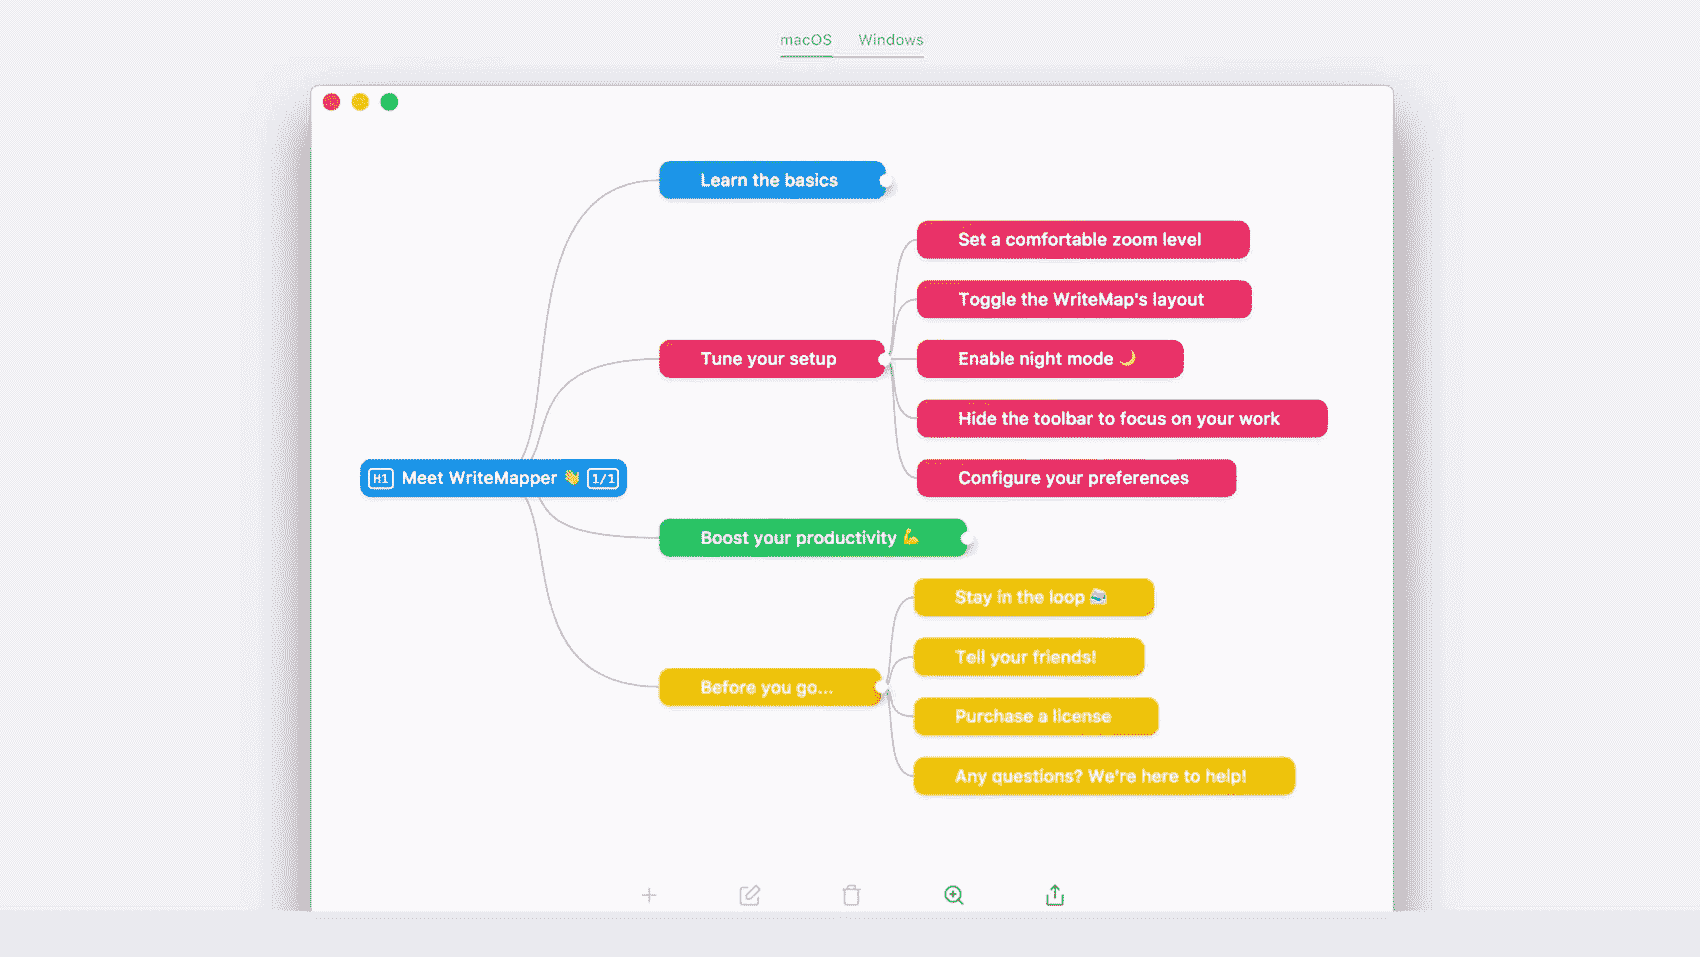 macOS Windows
Learn the basics
Set a comfortable zoom level
Toggle the WriteMap's layout
Tune your setup
Enable night mode 🌙
Hide the toolbar to focus on your work
Configure your preferences
H1 Meet WriteMapper 👋 1/1
Boost your productivity 💪
Stay in the loop 📨
Tell your friends!
Before you go...
Purchase a license
Any questions? We're here to help!